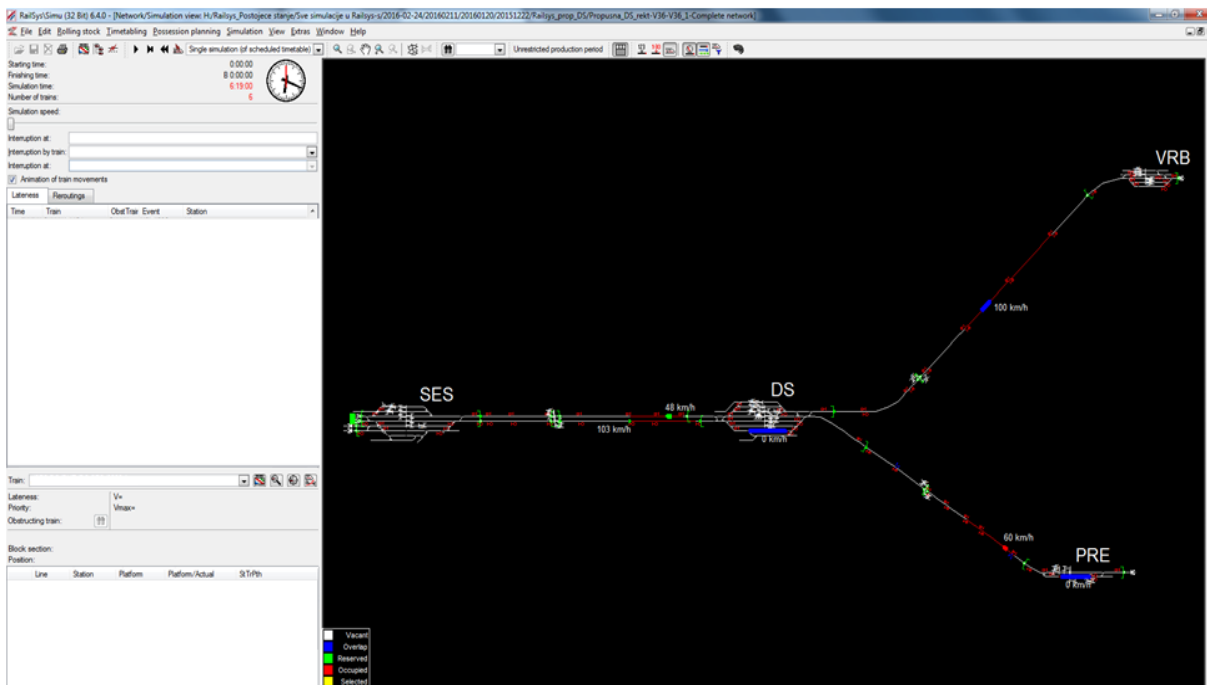 RailSys\Simu (32 Bit) 6.4.0 - [Network/Simulation view: H:/Railsys_Postojece stanje/Sve simulacije u Railsys-s/2016-02-24/20160211/20160120/20151222/Railsys_prop_DS/Propusna_DS_rekt-V36-V36_1-Complete network]
File Edit Rolling stock Timetabling Possession planning Simulation View Extras Window Help
Single simulation (of scheduled timetable) Unrestricted production period
Starting time: 0:00:00
Finishing time: 8 0:00:00
Simulation time: 6:19:00
Number of trains: 6
Simulation speed:
Interruption at:
Interruption by train:
Interruption at:
Animation of train movements
Lateness Reroutings
Time Train Obst Train Event Station
VRB
100 km/h
SES
DS
48 km/h
103 km/h
0 km/h
60 km/h
PRE
0 km/h
Train:
Lateness: V=
Priority: Vmax=
Obstructing train:
Block section:
Position:
Line Station Platform Platform/Actual StTrPth
Vacant
Overlap
Reserved
Occupied
Selected